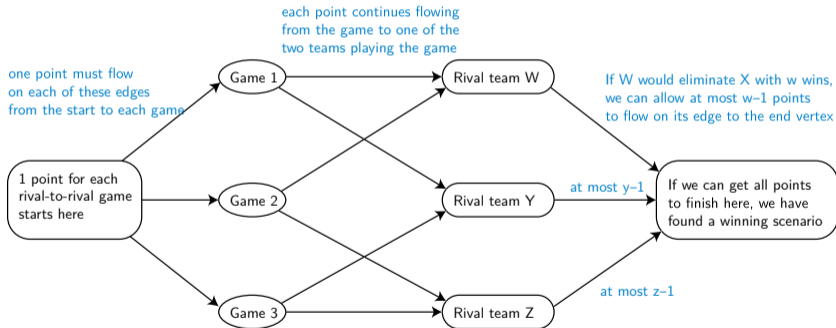 each point continues flowing
from the game to one of the
two teams playing the game
one point must flow
on each of these edges
from the start to each game
Game 1
Rival team W
If W would eliminate X with w wins,
we can allow at most w–1 points
to flow on its edge to the end vertex
1 point for each
rival-to-rival game
starts here
Game 2
Rival team Y
at most y–1
If we can get all points
to finish here, we have
found a winning scenario
Game 3
Rival team Z
at most z–1